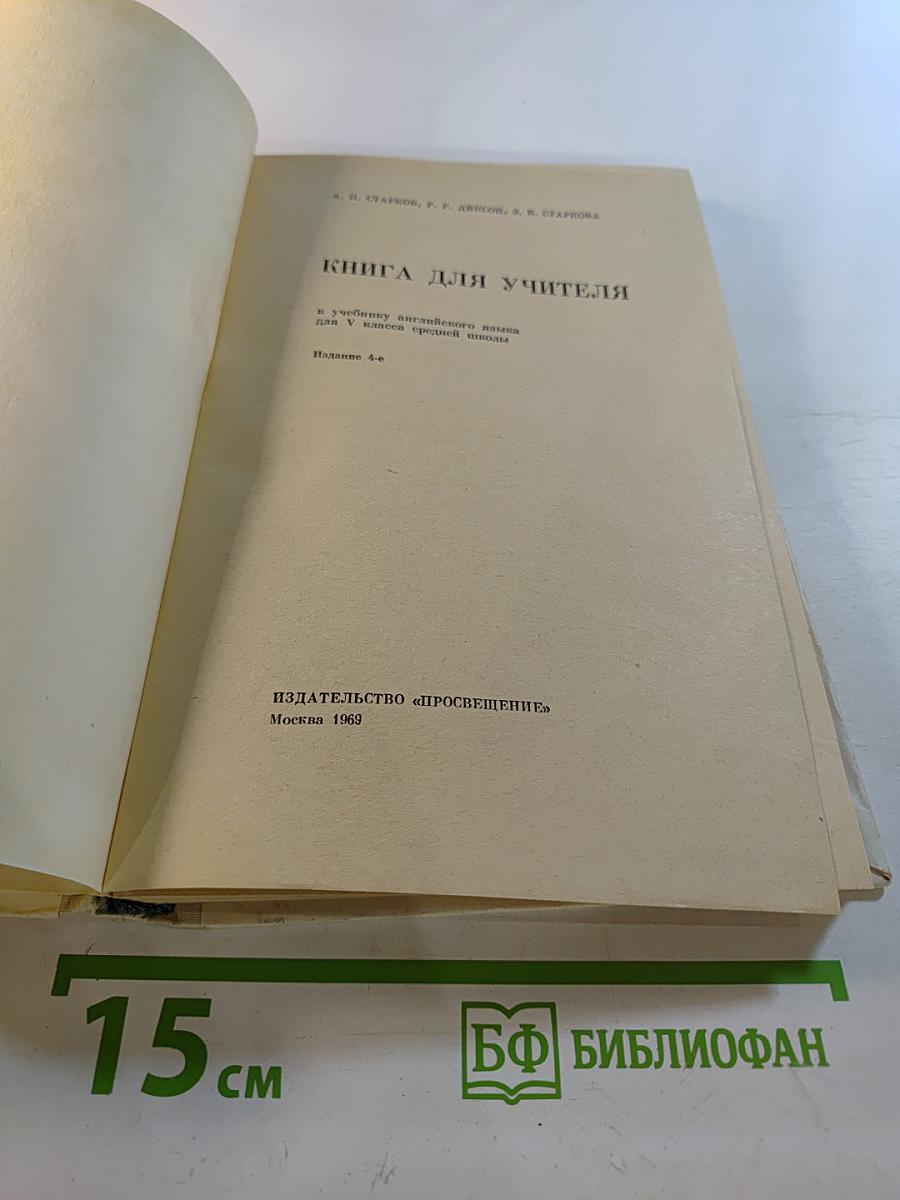 А. П. СТАРКОВ, Р. Р. ДИКСОН, З. В. СТАРКОВА
КНИГА ДЛЯ УЧИТЕЛЯ
к учебнику английского языка
для V класса средней школы
Издание 4-е
ИЗДАТЕЛЬСТВО «ПРОСВЕЩЕНИЕ»
Москва 1969
15 см
БФ БИБЛИОФАН